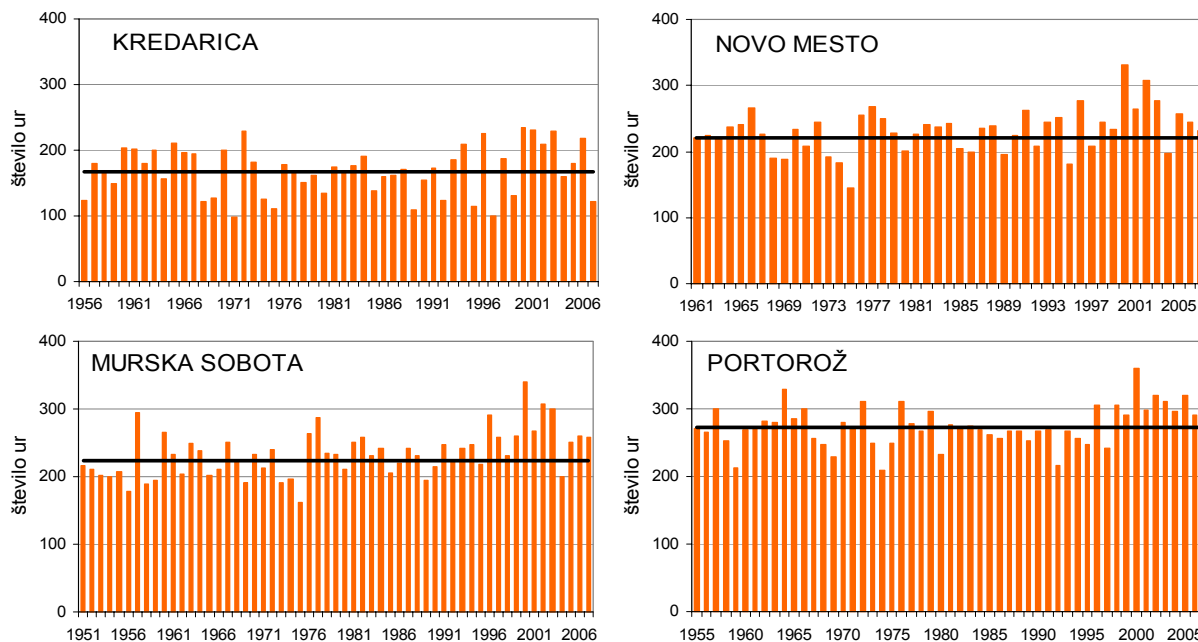 KREDARICA
število ur
400
300
200
100
0
1956 1961 1966 1971 1976 1981 1986 1991 1996 2001 2006
NOVO MESTO
število ur
400
300
200
100
0
1961 1965 1969 1973 1977 1981 1985 1989 1993 1997 2001 2005
MURSKA SOBOTA
število ur
400
300
200
100
0
1951 1956 1961 1966 1971 1976 1981 1986 1991 1996 2001 2006
PORTOROŽ
število ur
400
300
200
100
0
1955 1960 1965 1970 1975 1980 1985 1990 1995 2000 2005